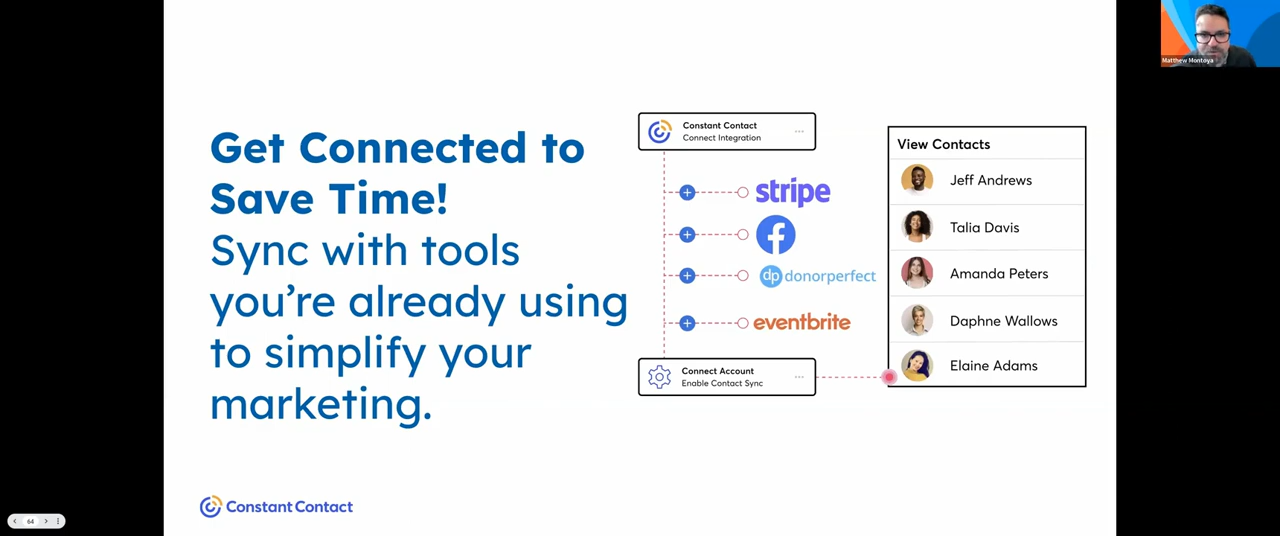 Matthew Montoya
Get Connected to
Save Time!
Sync with tools
you’re already using
to simplify your
marketing.
Constant Contact
Connect Integration
stripe
dp donorperfect
eventbrite
Connect Account
Enable Contact Sync
View Contacts
Jeff Andrews
Talia Davis
Amanda Peters
Daphne Wallows
Elaine Adams
Constant Contact
64